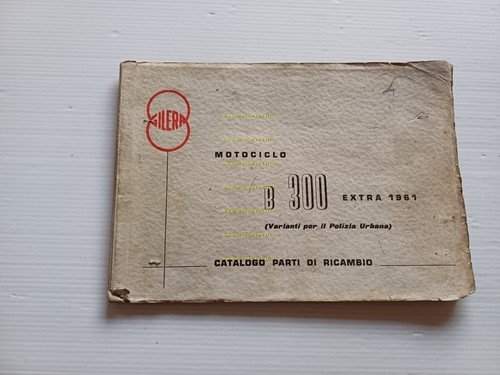 GILERA
MOTOCICLO
B 300 EXTRA 1961
(Varianti per il Polizia Urbana)
CATALOGO PARTI DI RICAMBIO